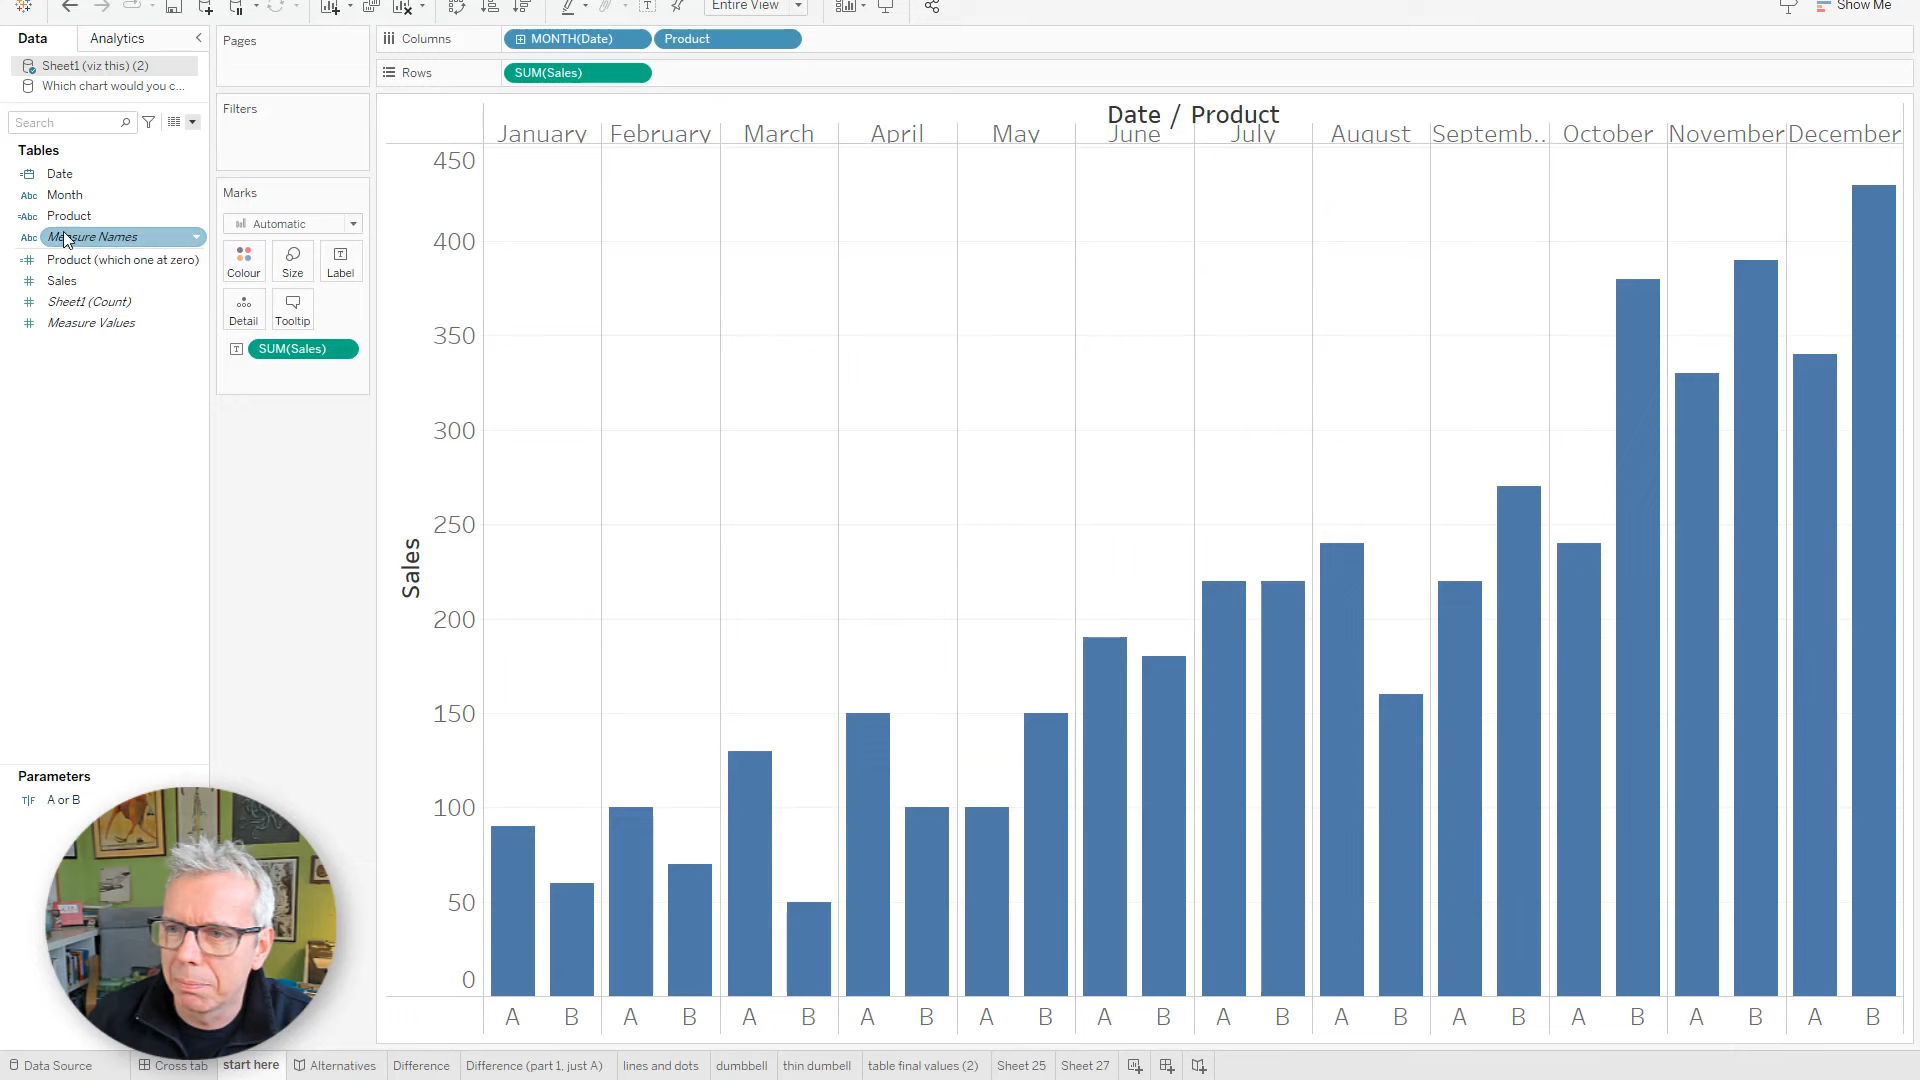 Entire View
Show Me
Data
Analytics
Sheet1 (viz this) (2)
Which chart would you c...
Search
Tables
Date
Abc Month
=Abc Product
Abc Measure Names
Product (which one at zero)
Sales
Sheet1 (Count)
Measure Values
Parameters
T|F A or B
Pages
Filters
Marks
Automatic
Colour
Size
Label
Detail
Tooltip
SUM(Sales)
Columns
MONTH(Date)
Product
Rows
SUM(Sales)
Date / Product
January February March April May June July August Septemb.. October November December
Sales
450
400
350
300
250
200
150
100
50
0
A B A B A B A B A B A B A B A B A B A B A B A B
Data Source
Cross tab
start here
Alternatives
Difference
Difference (part 1, just A)
lines and dots
dumbbell
thin dumbell
table final values (2)
Sheet 25
Sheet 27